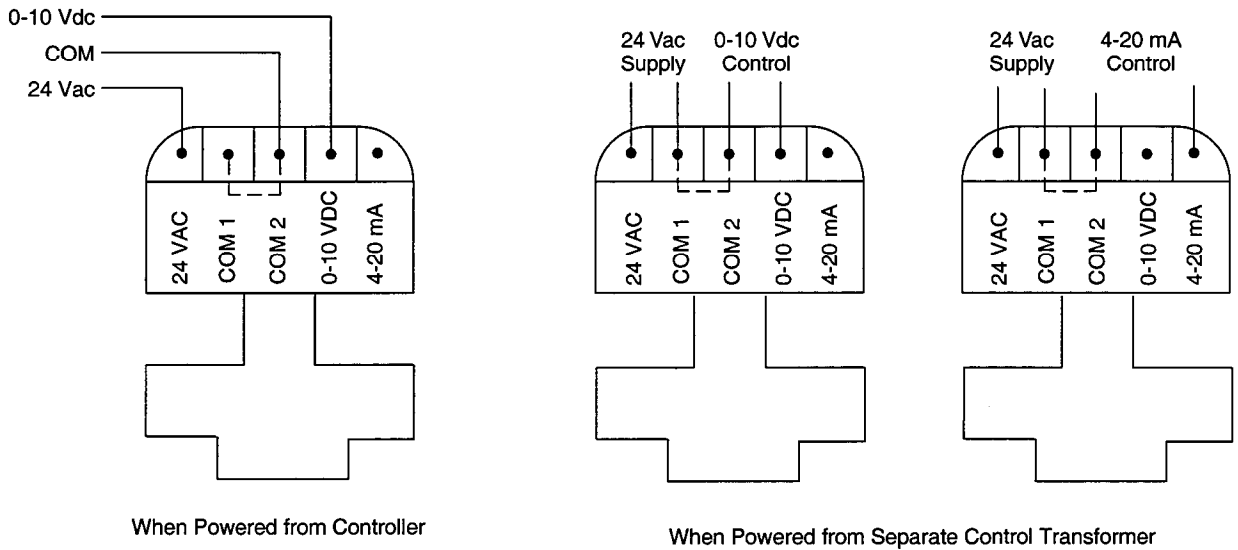 0-10 Vdc
COM
24 Vac
24 VAC
COM 1
COM 2
0-10 VDC
4-20 mA
When Powered from Controller
24 Vac
Supply
0-10 Vdc
Control
24 VAC
COM 1
COM 2
0-10 VDC
4-20 mA
24 Vac
Supply
4-20 mA
Control
24 VAC
COM 1
COM 2
0-10 VDC
4-20 mA
When Powered from Separate Control Transformer